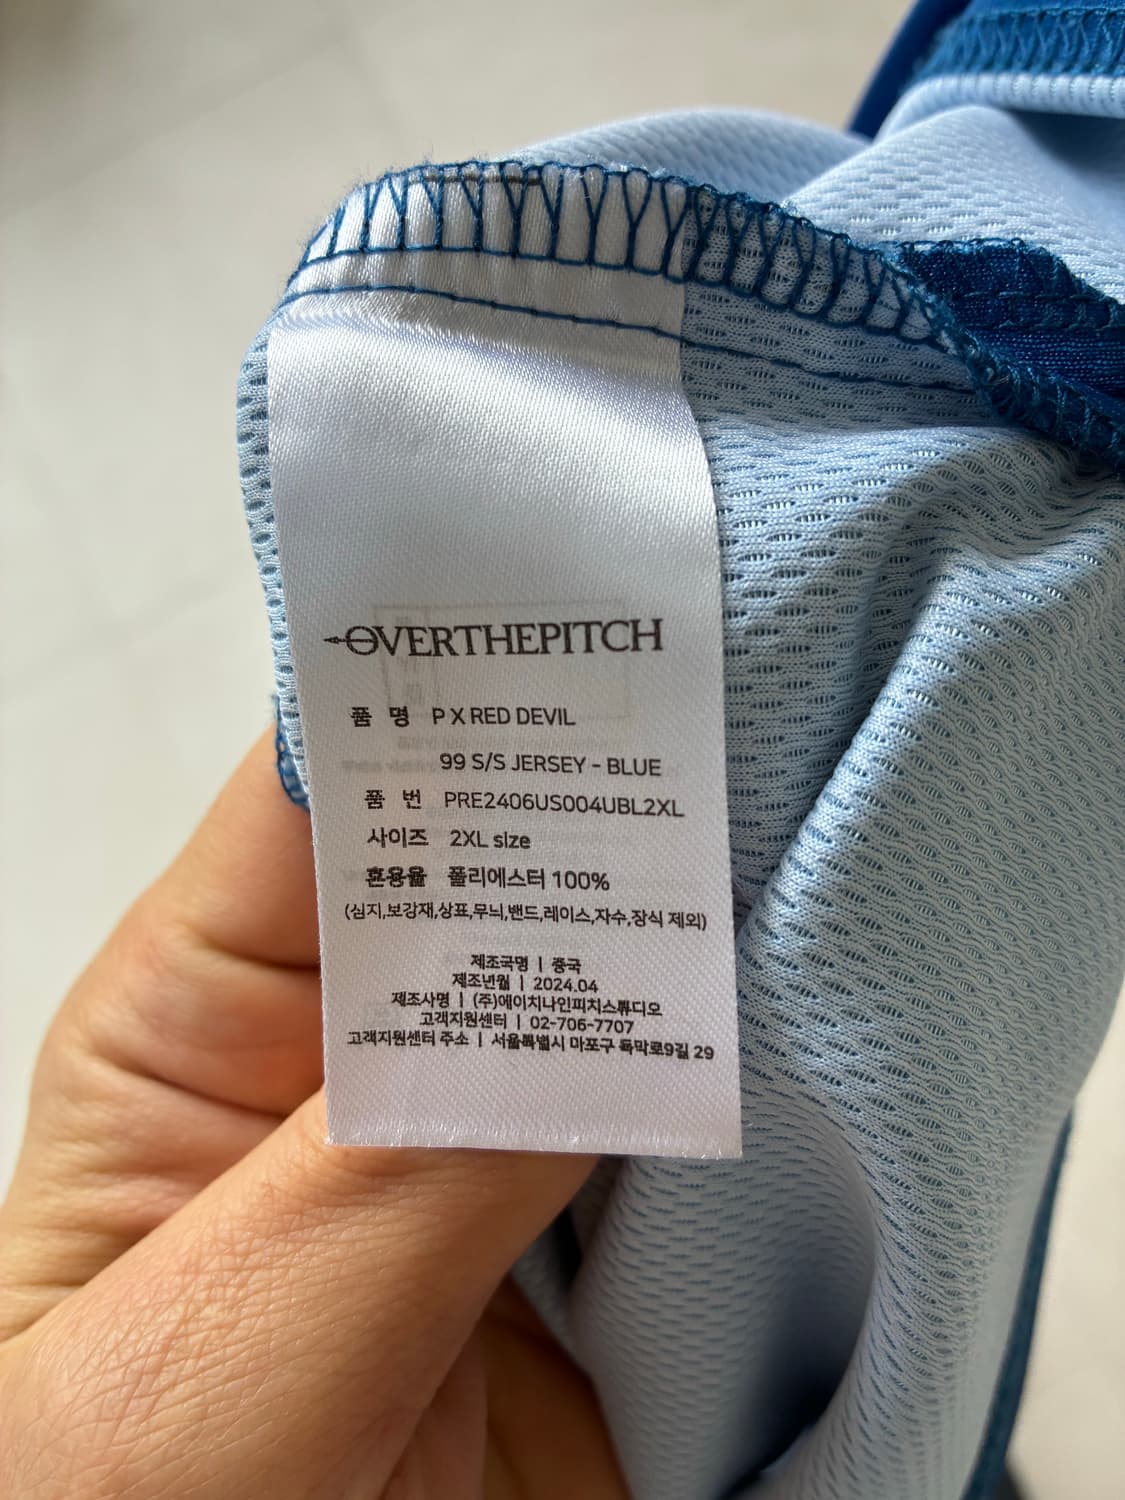 OVERTHEPITCH
품 명 P X RED DEVIL
99 S/S JERSEY - BLUE
품 번 PRE2406US004UBL2XL
사이즈 2XL size
혼용율 폴리에스터 100%
(심지,보강재,상표,무늬,밴드,레이스,자수,장식 제외)
제조국명 | 중국
제조년월 | 2024.04
제조사명 | (주)에이치나인피치스튜디오
고객지원센터 | 02-706-7707
고객지원센터 주소 | 서울특별시 마포구 독막로9길 29